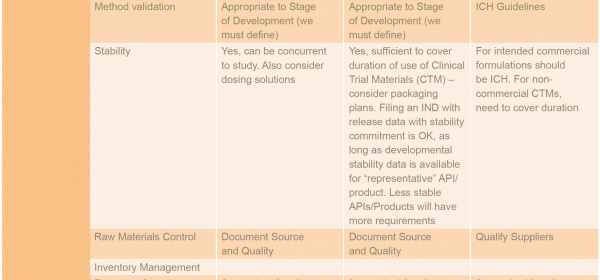 Method validation
Appropriate to Stage
of Development (we
must define)
Appropriate to Stage
of Development (we
must define)
ICH Guidelines
Stability
Yes, can be concurrent
to study. Also consider
dosing solutions
Yes, sufficient to cover
duration of use of Clinical
Trial Materials (CTM) –
consider packaging
plans. Filing an IND with
release data with stability
commitment is OK, as
long as developmental
stability data is available
for “representative” API/
product. Less stable
APIs/Products will have
more requirements
For intended commercial
formulations should
be ICH. For non-
commercial CTMs,
need to cover duration
Raw Materials Control
Document Source
and Quality
Document Source
and Quality
Qualify Suppliers
Inventory Management